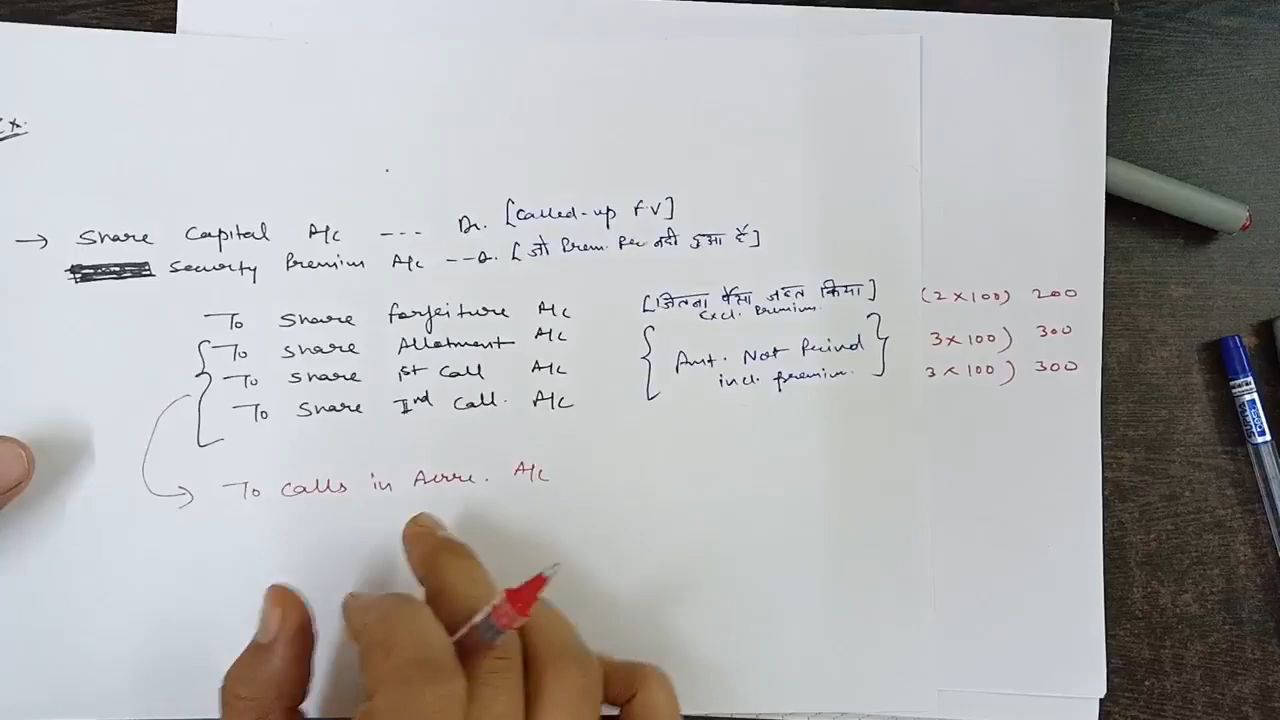 Ex.
→ Share Capital A/c --- Dr. [Called-up F.V]
Security Premium A/c --Dr. [जो Prem. Rec नही हुआ है]
To Share forfeiture A/c [जितना पैसा जब्त किया] (2×100) 200
Excl. Premium.
To Share Allotment A/c 3×100) 300
Amt. Not Recivd
To Share 1st Call A/c 3×100) 300
incl. premium.
To Share IInd Call. A/c
To Calls in Arre. A/c